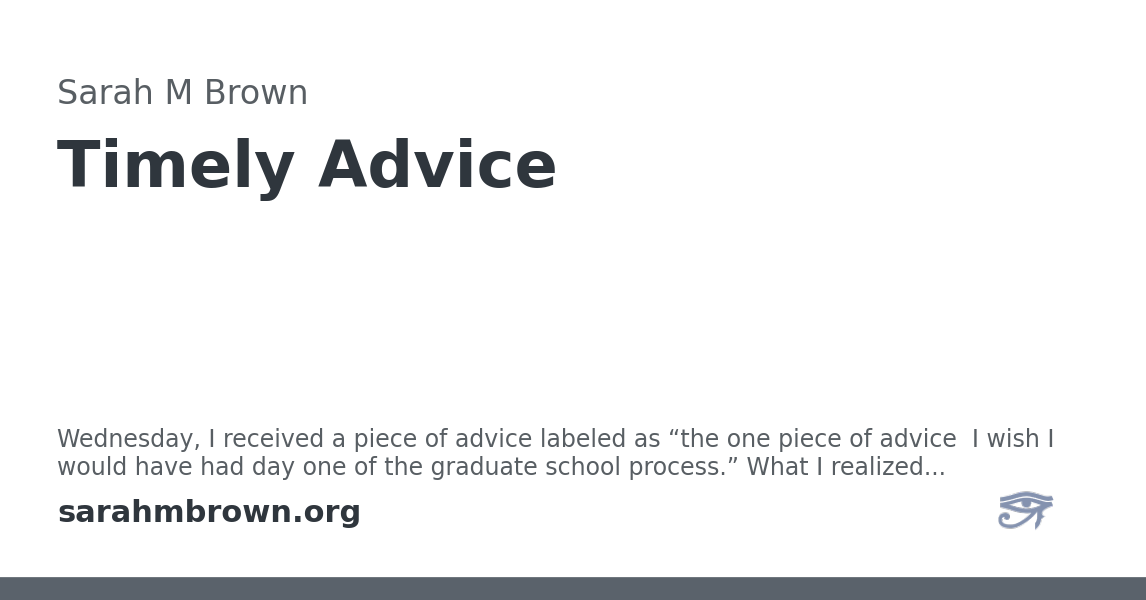 Sarah M Brown
Timely Advice
Wednesday, I received a piece of advice labeled as “the one piece of advice  I wish I
would have had day one of the graduate school process.” What I realized...
sarahmbrown.org